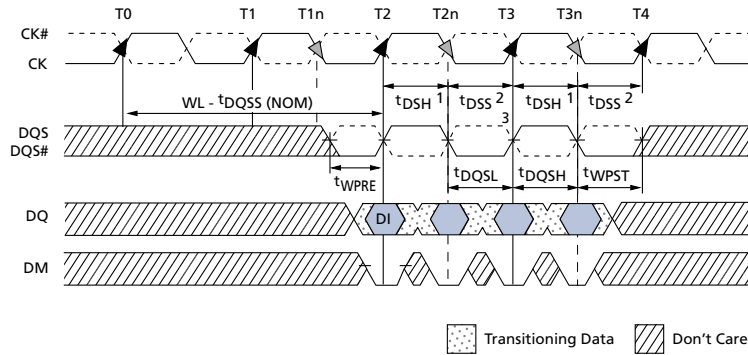 T0 T1 T1n T2 T2n T3 T3n T4
CK#
CK
WL - tDQSS (NOM)
tDSH 1 tDSS 2 tDSH 1 tDSS 2
3
DQS
DQS#
tWPRE
tDQSL tDQSH tWPST
DQ
DI
DM
Transitioning Data
Don't Care